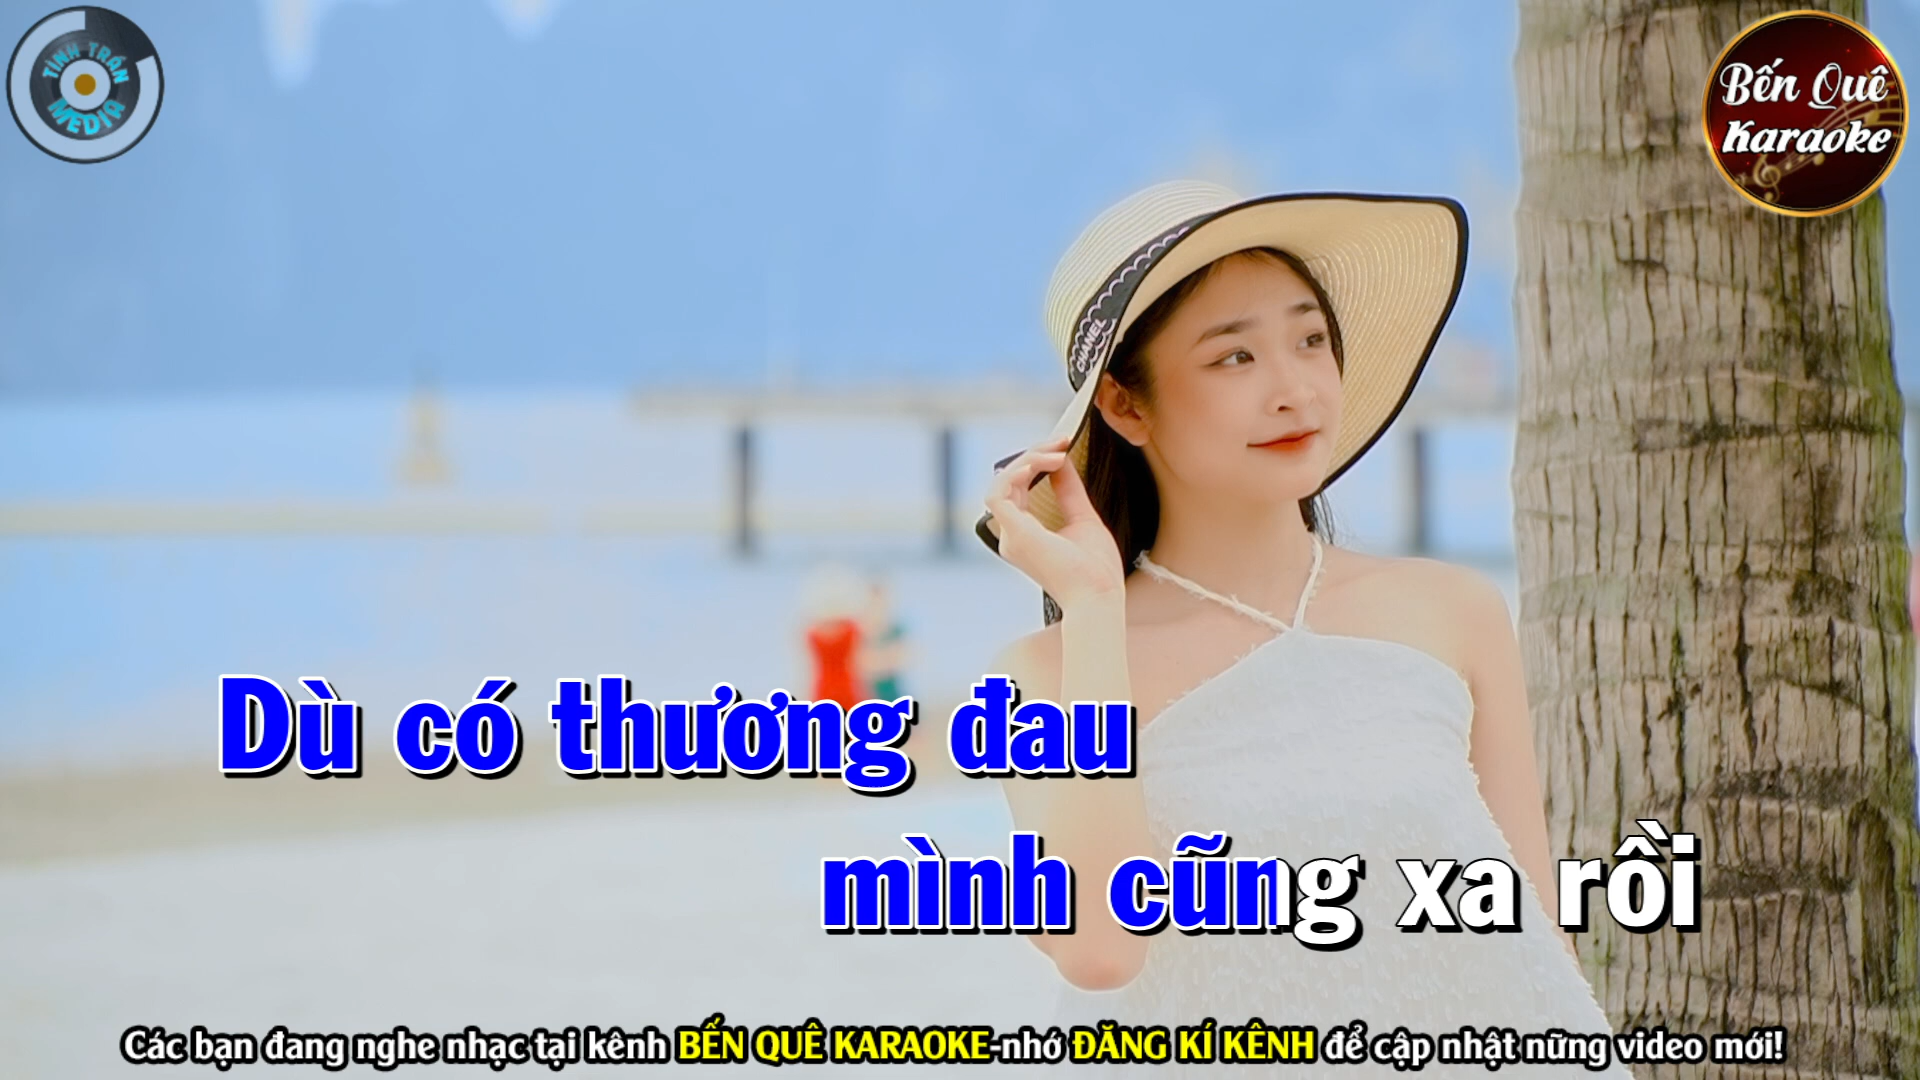 TÌNH TRẦN
MEDIA
Bến Quê
Karaoke
CHANEL
Dù có thương đau
mình cũng xa rồi
Các bạn đang nghe nhạc tại kênh BẾN QUÊ KARAOKE-nhớ ĐĂNG KÍ KÊNH để cập nhật nững video mới!